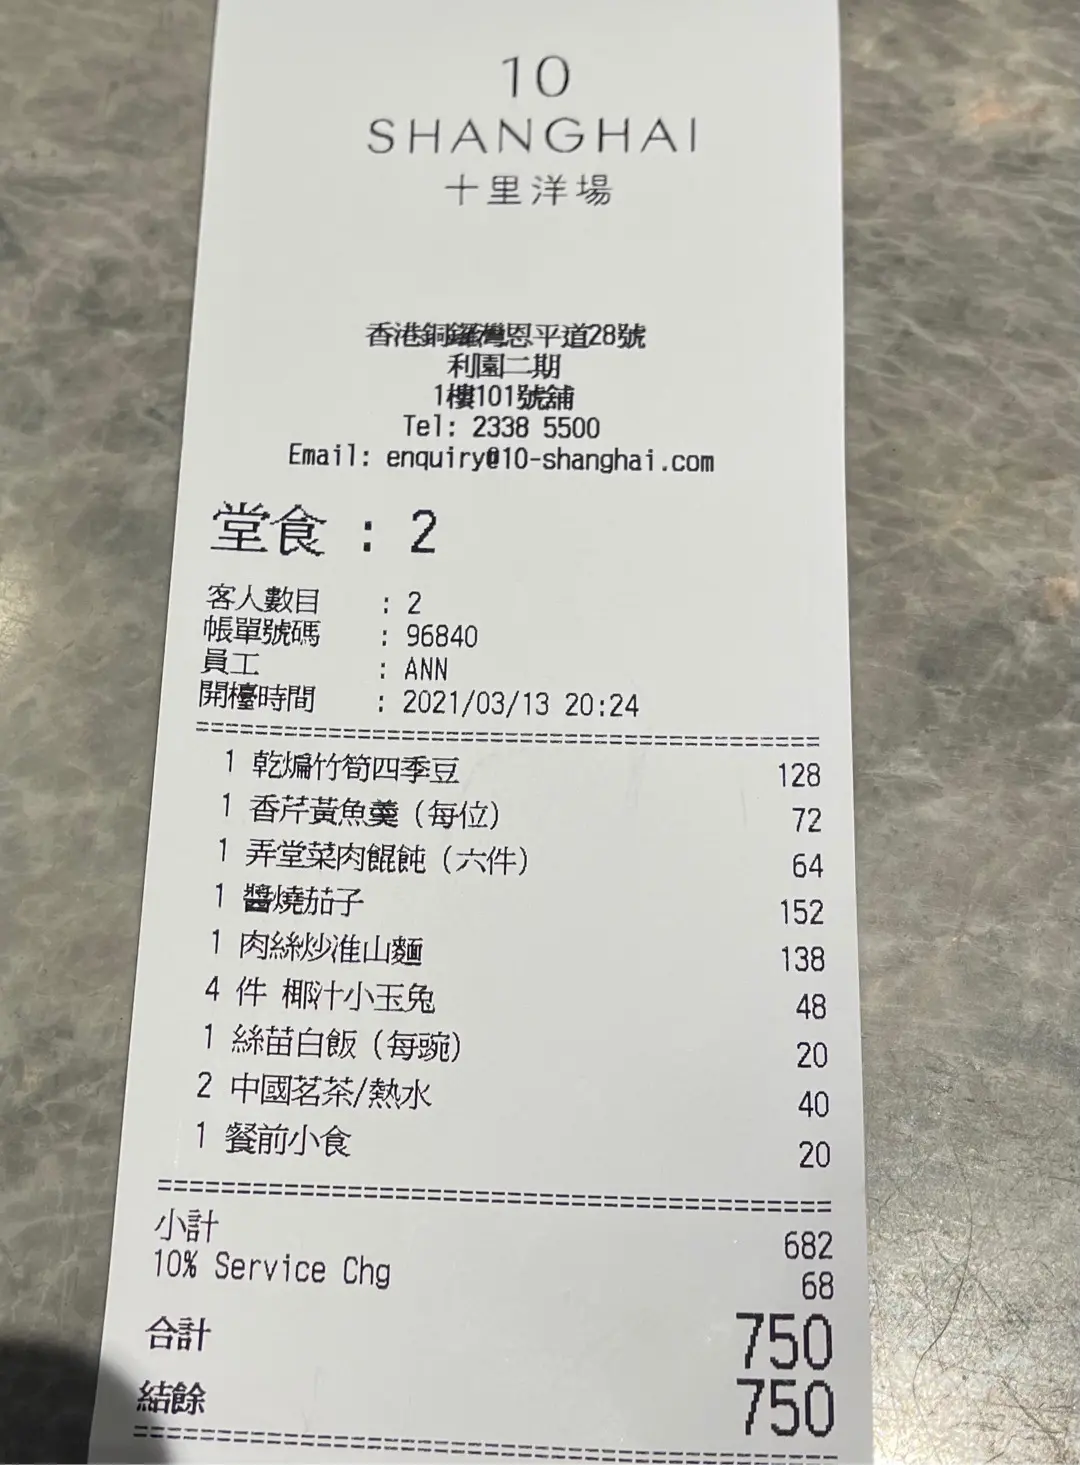 10
SHANGHAI
十里洋場
香港銅鑼灣恩平道28號
利園二期
1樓101號舖
Tel: 2338 5500
Email: enquiry@10-shanghai.com
堂食 : 2
客人數目 : 2
帳單號碼 : 96840
員工 : ANN
開檯時間 : 2021/03/13 20:24
1 乾煸竹筍四季豆 128
1 香芹黃魚羹 (每位) 72
1 弄堂菜肉餛飩 (六件) 64
1 醬燒茄子 152
1 肉絲炒淮山麵 138
4 件 椰汁小玉兔 48
1 絲苗白飯 (每豌) 20
2 中國茗茶/熱水 40
1 餐前小食 20
小計 682
10% Service Chg 68
合計 750
結餘 750